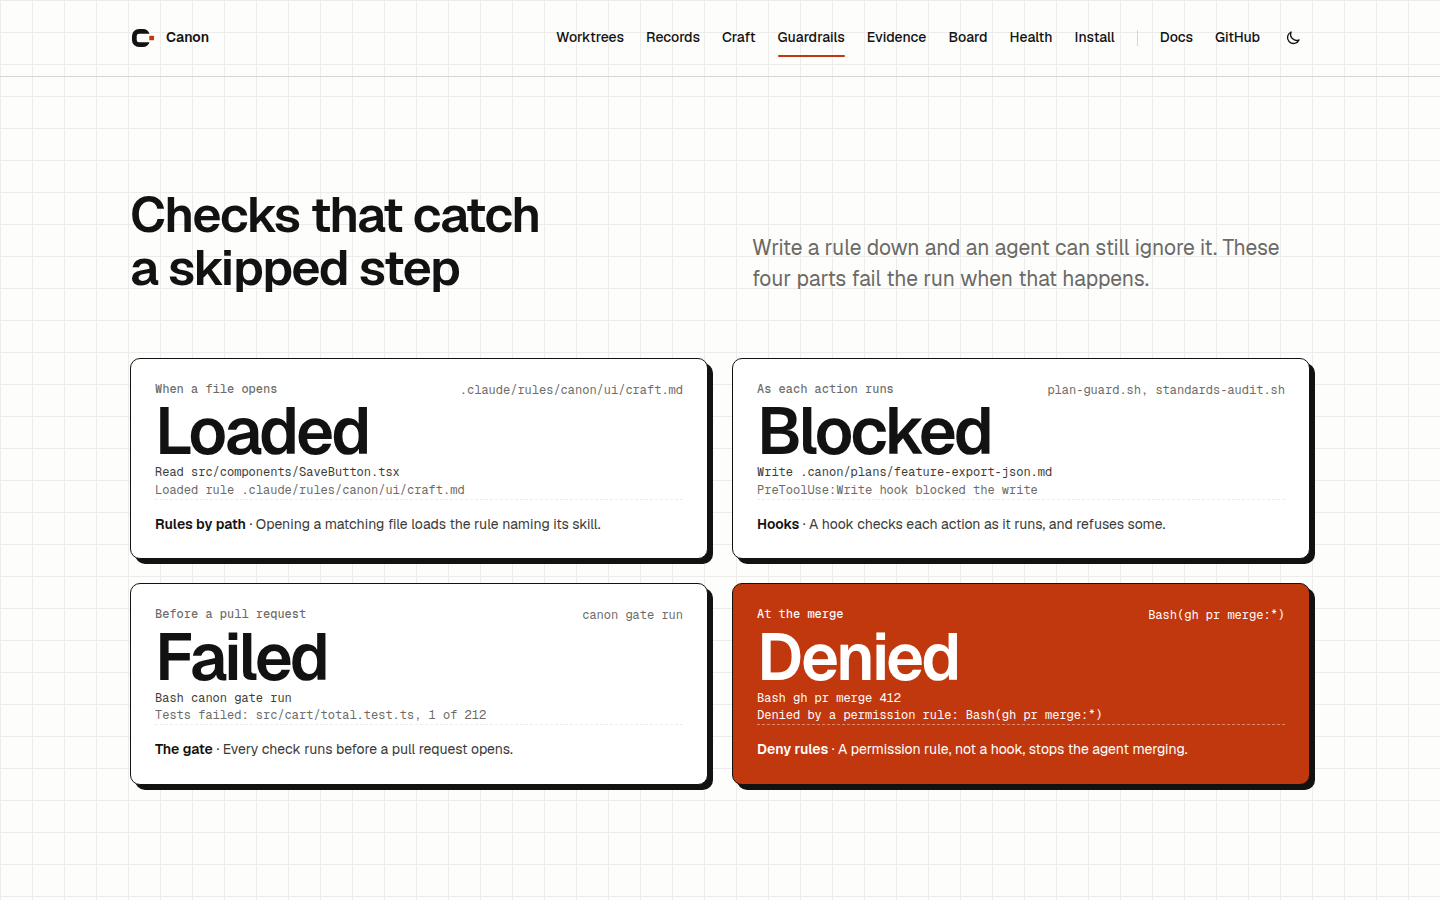 Canon
Worktrees Records Craft Guardrails Evidence Board Health Install Docs GitHub
Checks that catch
a skipped step
Write a rule down and an agent can still ignore it. These
four parts fail the run when that happens.
When a file opens .claude/rules/canon/ui/craft.md
Loaded
Read src/components/SaveButton.tsx
Loaded rule .claude/rules/canon/ui/craft.md
Rules by path · Opening a matching file loads the rule naming its skill.
As each action runs plan-guard.sh, standards-audit.sh
Blocked
Write .canon/plans/feature-export-json.md
PreToolUse:Write hook blocked the write
Hooks · A hook checks each action as it runs, and refuses some.
Before a pull request canon gate run
Failed
Bash canon gate run
Tests failed: src/cart/total.test.ts, 1 of 212
The gate · Every check runs before a pull request opens.
At the merge Bash(gh pr merge:*)
Denied
Bash gh pr merge 412
Denied by a permission rule: Bash(gh pr merge:*)
Deny rules · A permission rule, not a hook, stops the agent merging.